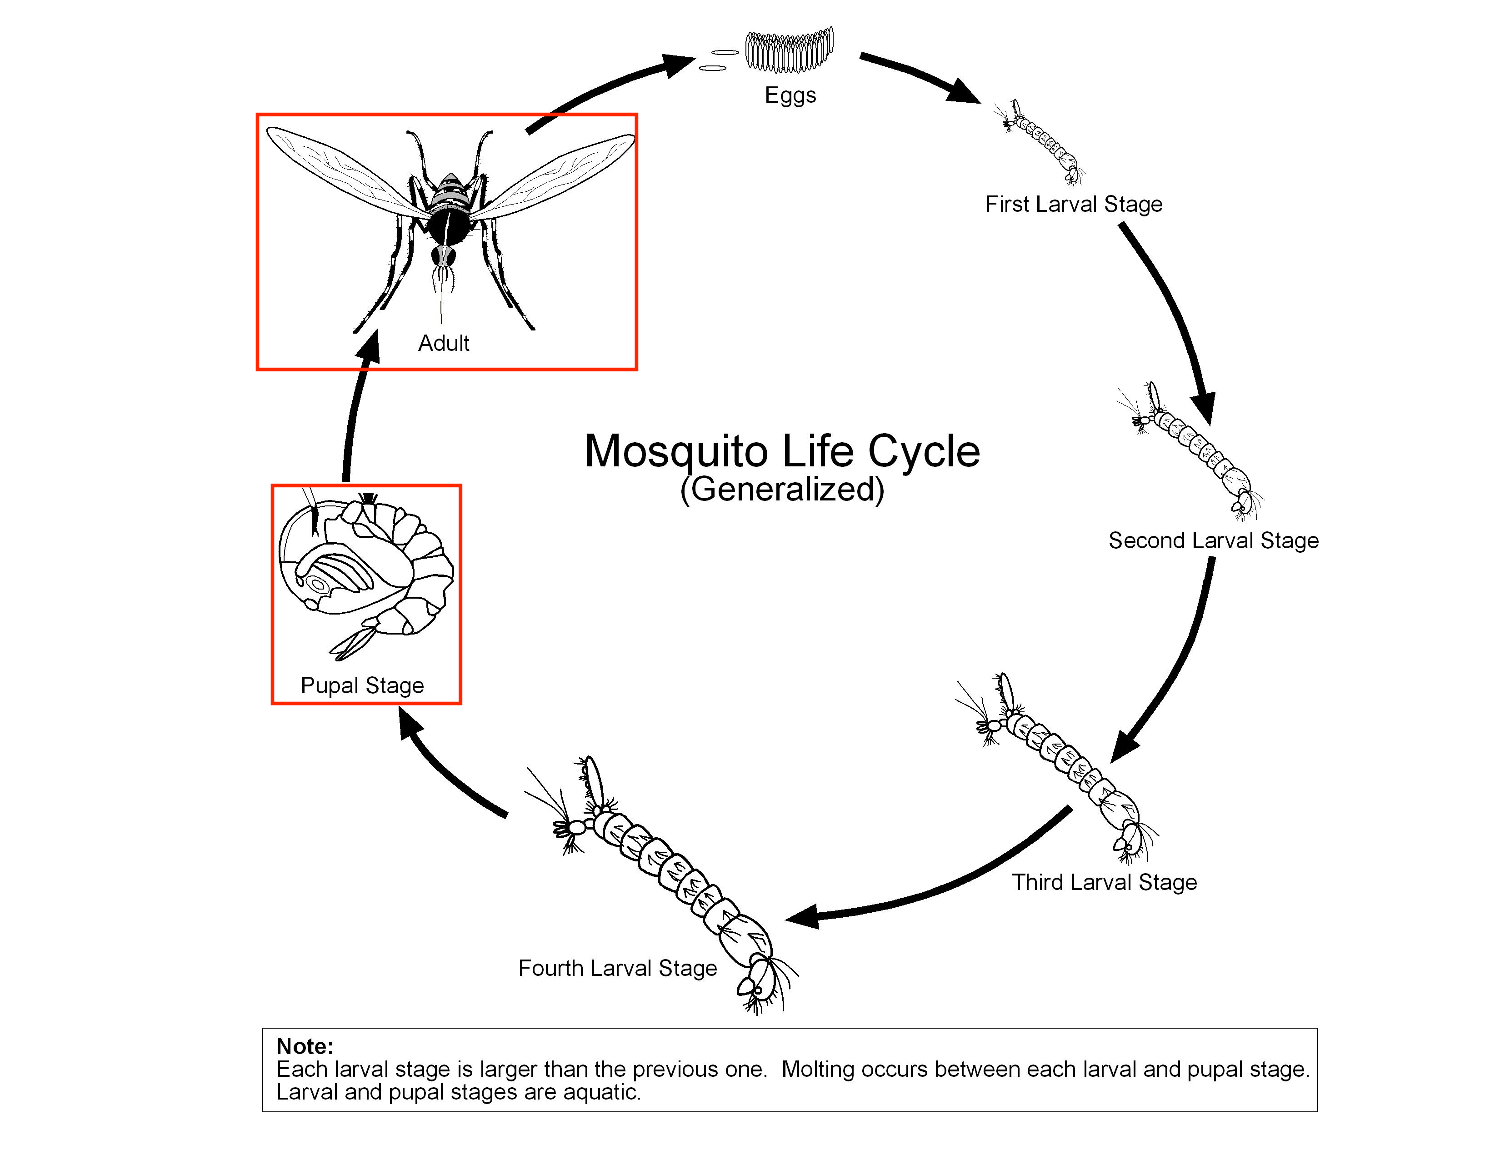 Eggs
First Larval Stage
Adult
Mosquito Life Cycle
(Generalized)
Second Larval Stage
Pupal Stage
Third Larval Stage
Fourth Larval Stage
Note:
Each larval stage is larger than the previous one.  Molting occurs between each larval and pupal stage.
Larval and pupal stages are aquatic.